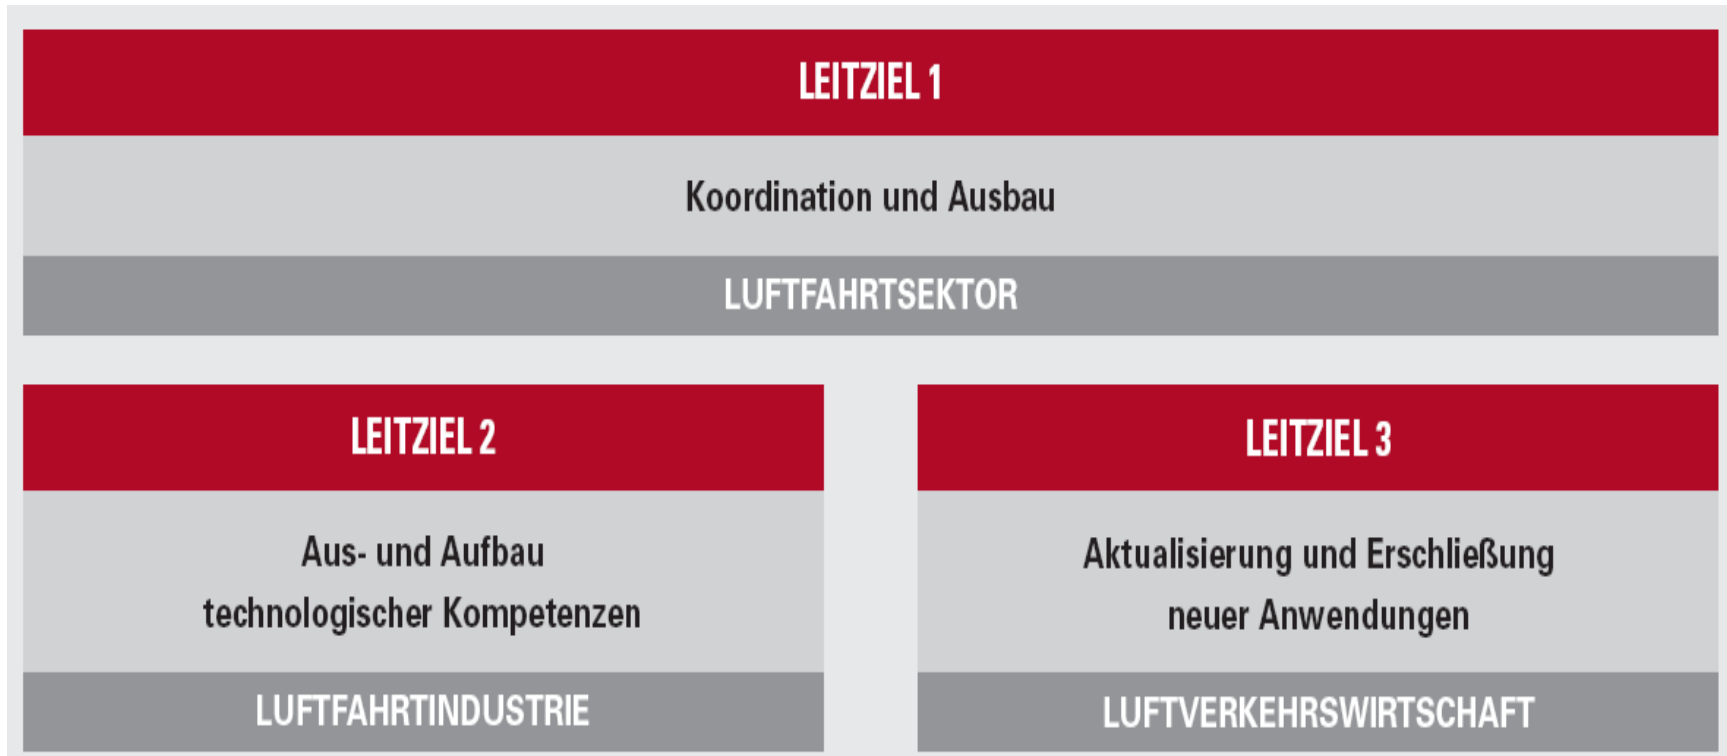 LEITZIEL 1
Koordination und Ausbau
LUFTFAHRTSEKTOR
LEITZIEL 2
Aus- und Aufbau
technologischer Kompetenzen
LUFTFAHRTINDUSTRIE
LEITZIEL 3
Aktualisierung und Erschließung
neuer Anwendungen
LUFTVERKEHRSWIRTSCHAFT